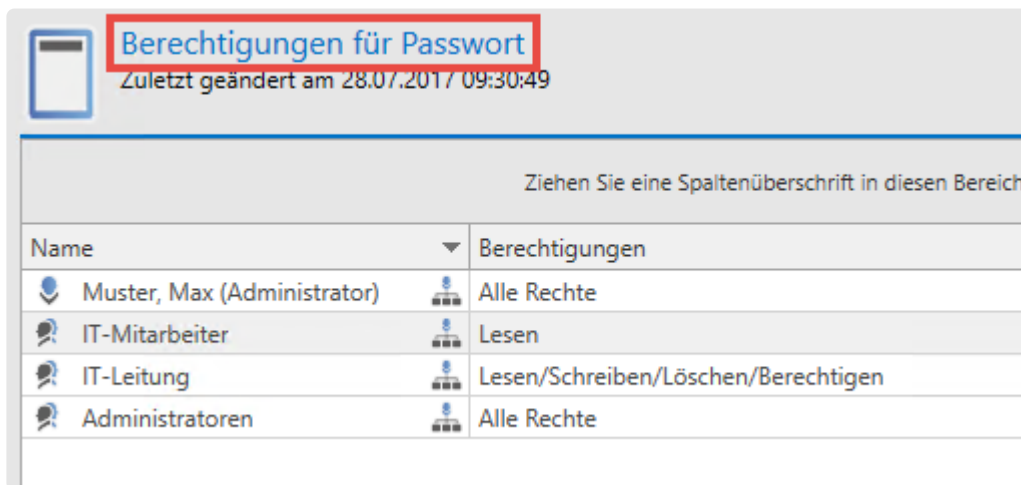 Berechtigungen für Passwort
Zuletzt geändert am 28.07.2017 09:30:49
Ziehen Sie eine Spaltenüberschrift in diesen Bereich
Name Berechtigungen
Muster, Max (Administrator) Alle Rechte
IT-Mitarbeiter Lesen
IT-Leitung Lesen/Schreiben/Löschen/Berechtigen
Administratoren Alle Rechte